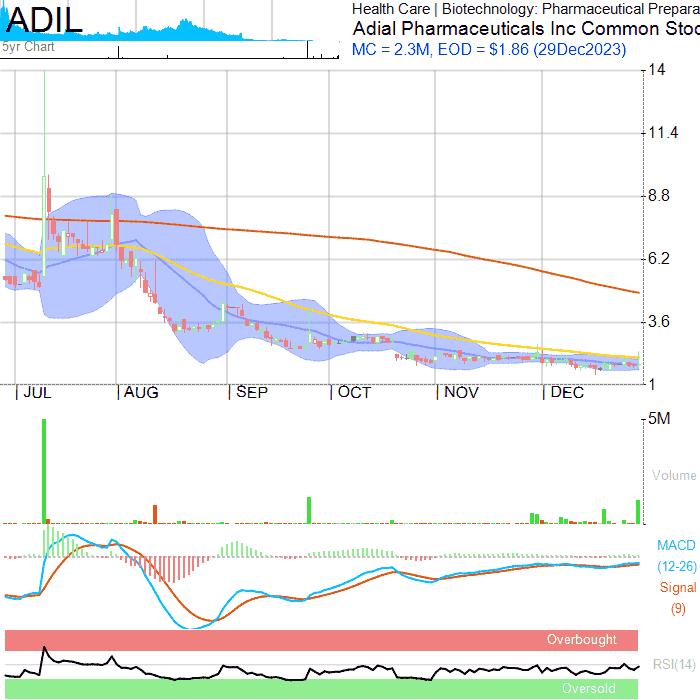 ADIL
5yr Chart
Health Care | Biotechnology: Pharmaceutical Prepara
Adial Pharmaceuticals Inc Common Stoc
MC = 2.3M, EOD = $1.86 (29Dec2023)
14
11.4
8.8
6.2
3.6
1
| JUL | AUG | SEP | OCT | NOV | DEC
5M
Volume
MACD
(12-26)
Signal
(9)
Overbought
RSI(14)
Oversold